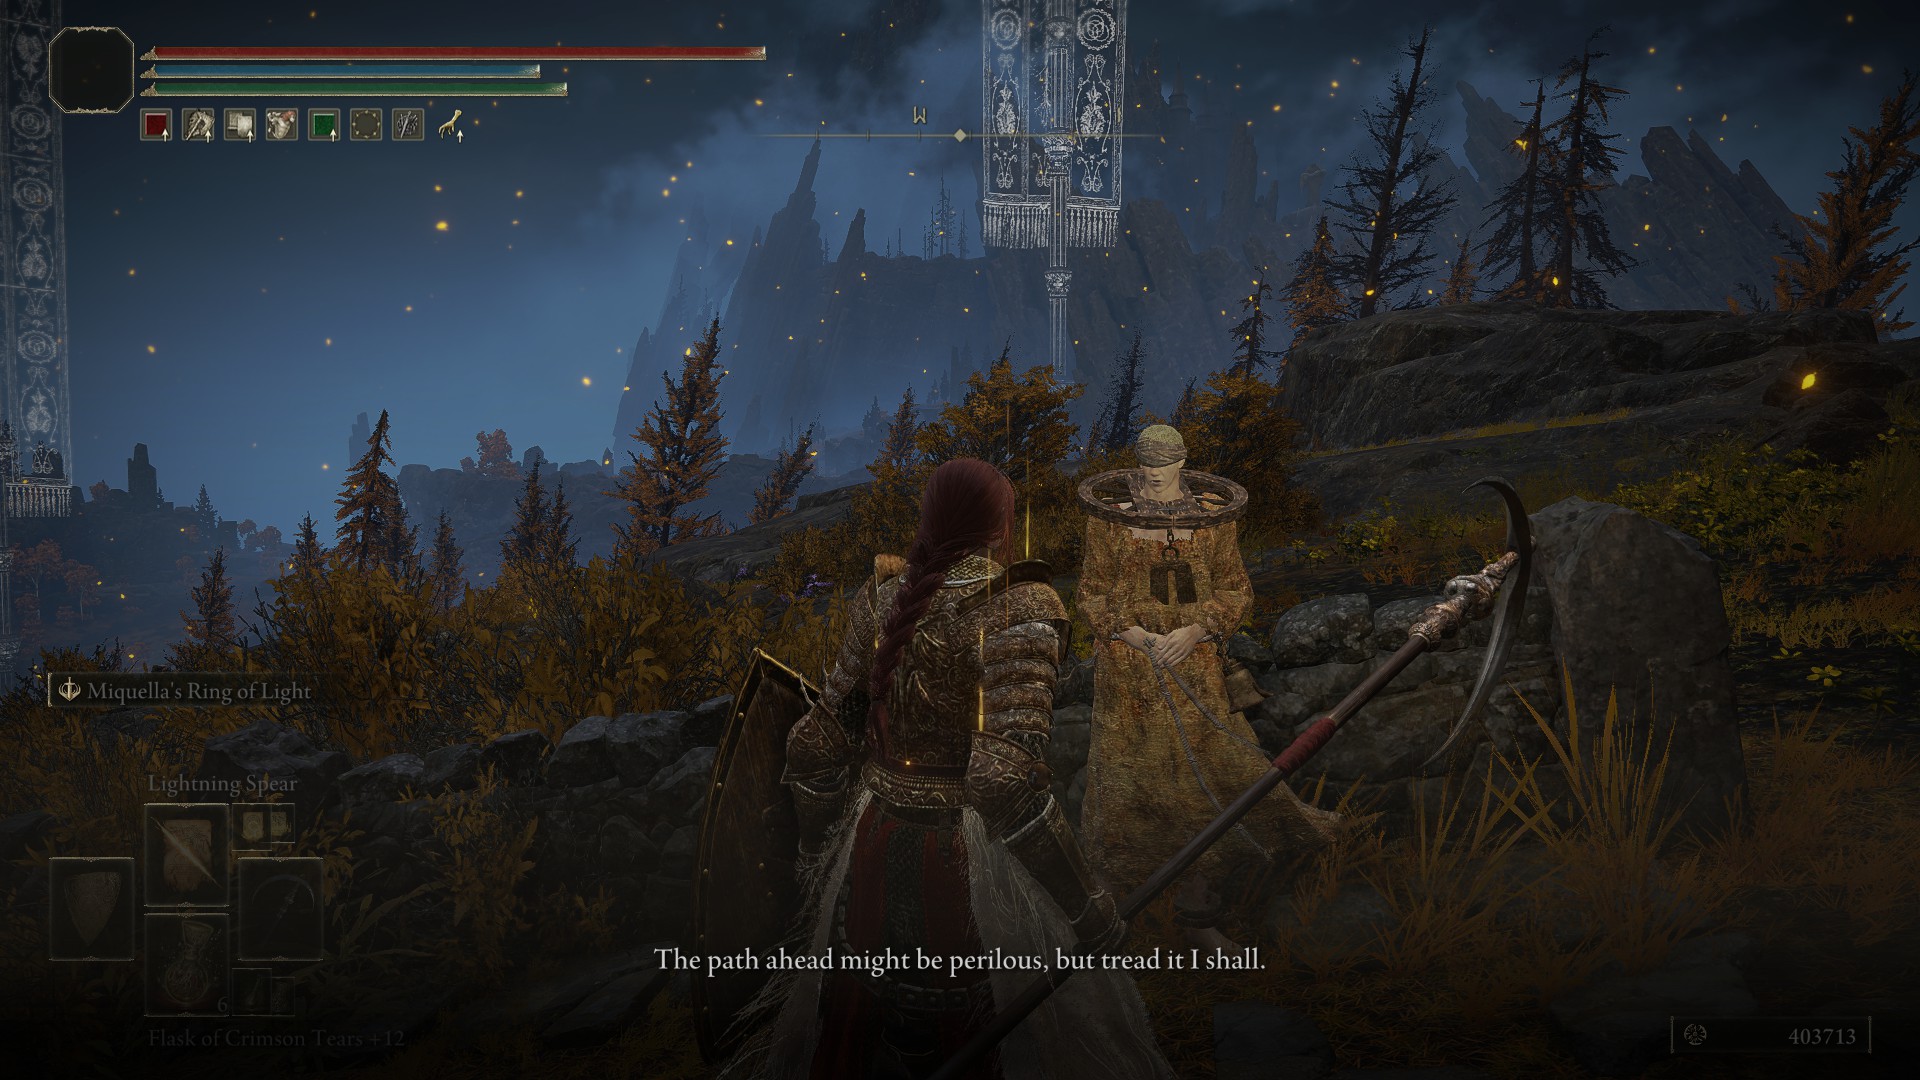 W
Miquella's Ring of Light
Lightning Spear
6
Flask of Crimson Tears +12
The path ahead might be perilous, but tread it I shall.
403713